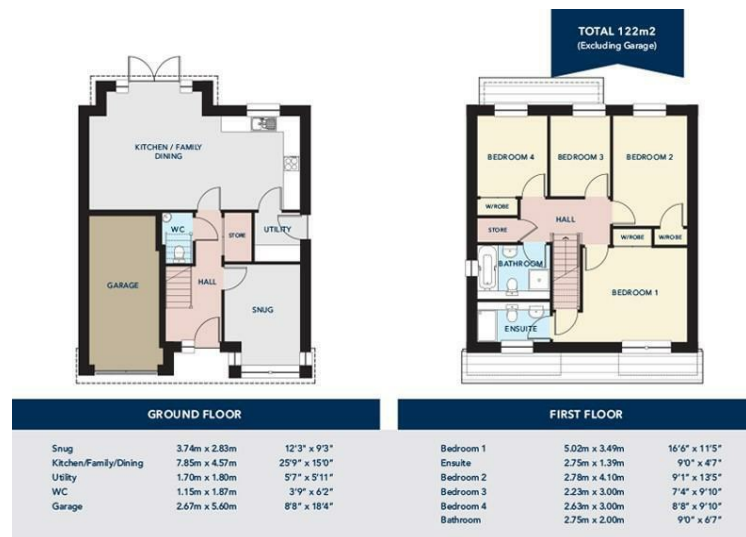 TOTAL 122m2
(Excluding Garage)
KITCHEN / FAMILY
DINING
WC
STORE
UTILITY
GARAGE
HALL
SNUG
BEDROOM 4
BEDROOM 3
BEDROOM 2
W/ROBE
HALL
STORE
W/ROBE
W/ROBE
BATHROOM
BEDROOM 1
ENSUITE
GROUND FLOOR
Snug 3.74m x 2.83m 12'3" x 9'3"
Kitchen/Family/Dining 7.85m x 4.57m 25'9" x 15'0"
Utility 1.70m x 1.80m 5'7" x 5'11"
WC 1.15m x 1.87m 3'9" x 6'2"
Garage 2.67m x 5.60m 8'8" x 18'4"
FIRST FLOOR
Bedroom 1 5.02m x 3.49m 16'6" x 11'5"
Ensuite 2.75m x 1.39m 9'0" x 4'7"
Bedroom 2 2.78m x 4.10m 9'1" x 13'5"
Bedroom 3 2.23m x 3.00m 7'4" x 9'10"
Bedroom 4 2.63m x 3.00m 8'8" x 9'10"
Bathroom 2.75m x 2.00m 9'0" x 6'7"